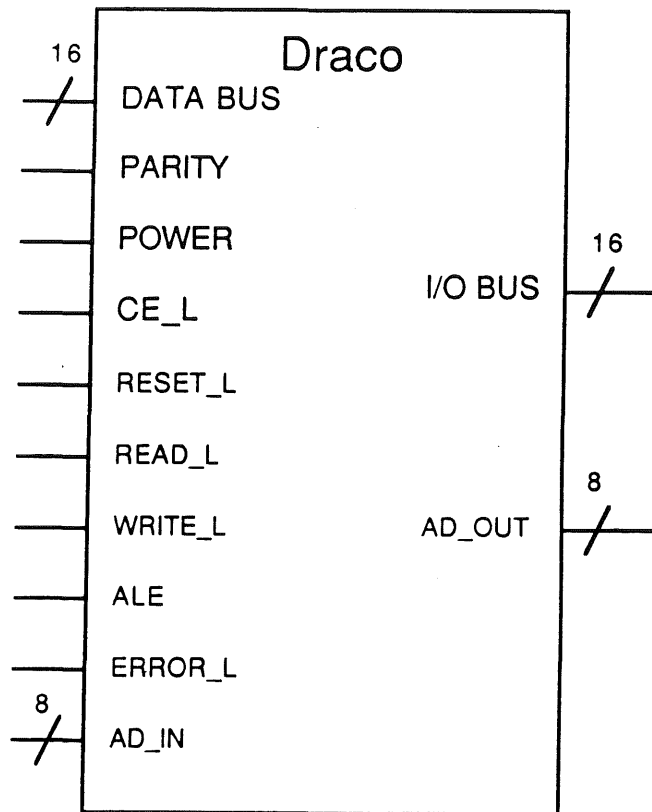 Draco
16
DATA BUS
PARITY
POWER
16
I/O BUS
CE_L
RESET_L
READ_L
8
WRITE_L
AD_OUT
ALE
ERROR_L
8
AD_IN